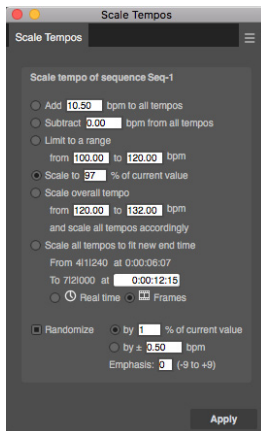 Scale Tempos
Scale Tempos
Scale tempo of sequence Seq-1
Add 10.50 bpm to all tempos
Subtract 0.00 bpm from all tempos
Limit to a range
from 100.00 to 120.00 bpm
Scale to 97 % of current value
Scale overall tempo
from 120.00 to 132.00 bpm
and scale all tempos accordingly
Scale all tempos to fit new end time
From 4|1|240 at 0:00:06:07
To 7|2|000 at 0:00:12:15
Real time Frames
Randomize by 1 % of current value
by ± 0.50 bpm
Emphasis: 0 (-9 to +9)
Apply